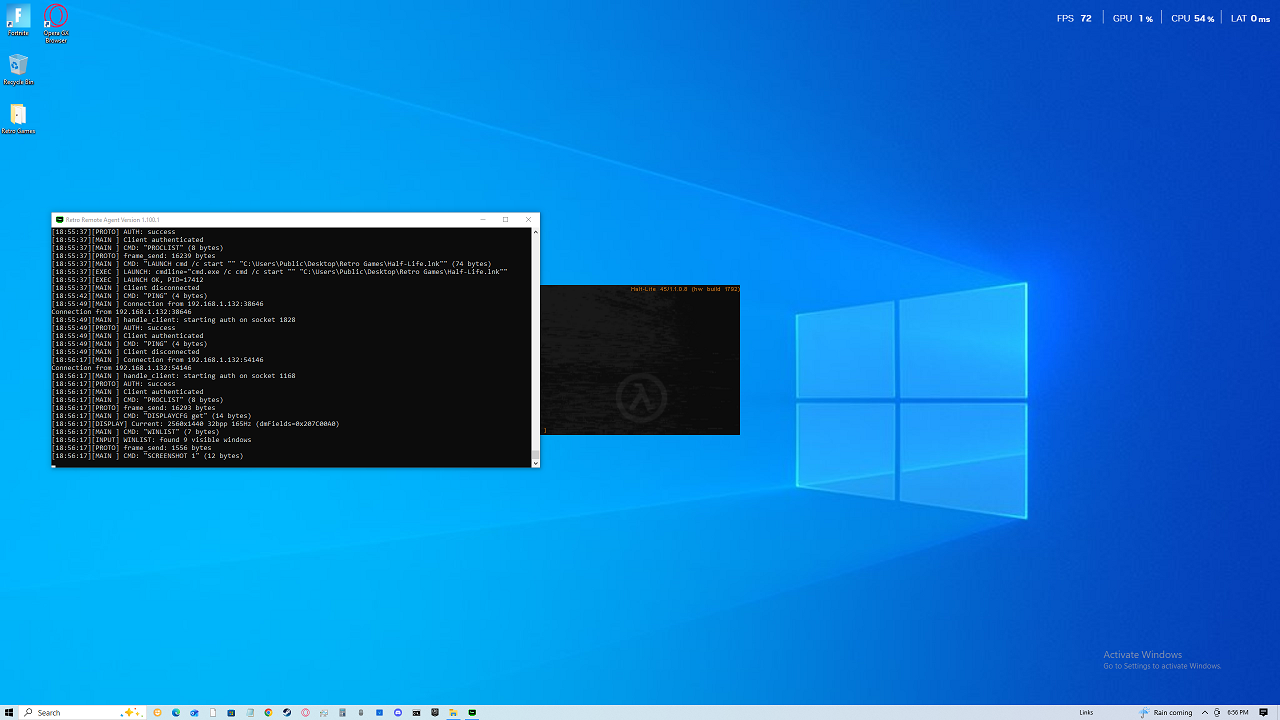 Fortnite
Opera GX
Browser
Recycle Bin
Retro Games
FPS 72 GPU 1 % CPU 54 % LAT 0 ms
Retro Remote Agent Version 1.100.1
[18:55:37][PROTO] AUTH: success
[18:55:37][MAIN ] Client authenticated
[18:55:37][MAIN ] CMD: "PROCLIST" (8 bytes)
[18:55:37][PROTO] frame_send: 16239 bytes
[18:55:37][MAIN ] CMD: "LAUNCH cmd /c start "" "C:\Users\Public\Desktop\Retro Games\Half-Life.lnk"" (74 bytes)
[18:55:37][EXEC ] LAUNCH: cmdline="cmd.exe /c cmd /c start "" "C:\Users\Public\Desktop\Retro Games\Half-Life.lnk""
[18:55:37][EXEC ] LAUNCH OK, PID=17412
[18:55:37][MAIN ] Client disconnected
[18:55:42][MAIN ] CMD: "PING" (4 bytes)
[18:55:49][MAIN ] Connection from 192.168.1.132:38646
Connection from 192.168.1.132:38646
[18:55:49][MAIN ] handle_client: starting auth on socket 1828
[18:55:49][PROTO] AUTH: success
[18:55:49][MAIN ] Client authenticated
[18:55:49][MAIN ] CMD: "PING" (4 bytes)
[18:55:49][MAIN ] Client disconnected
[18:56:17][MAIN ] Connection from 192.168.1.132:54146
Connection from 192.168.1.132:54146
[18:56:17][MAIN ] handle_client: starting auth on socket 1168
[18:56:17][PROTO] AUTH: success
[18:56:17][MAIN ] Client authenticated
[18:56:17][MAIN ] CMD: "PROCLIST" (8 bytes)
[18:56:17][PROTO] frame_send: 16293 bytes
[18:56:17][MAIN ] CMD: "DISPLAYCFG get" (14 bytes)
[18:56:17][DISPLAY] Current: 2560x1440 32bpp 165Hz (dmFields=0x207C00A0)
[18:56:17][MAIN ] CMD: "WINLIST" (7 bytes)
[18:56:17][INPUT] WINLIST: found 9 visible windows
[18:56:17][PROTO] frame_send: 1556 bytes
[18:56:17][MAIN ] CMD: "SCREENSHOT 1" (12 bytes)
Half-Life 45/1.1.0.8 (hw build 1792)
]
Activate Windows
Go to Settings to activate Windows.
Search
Links
Rain coming
6:56 PM